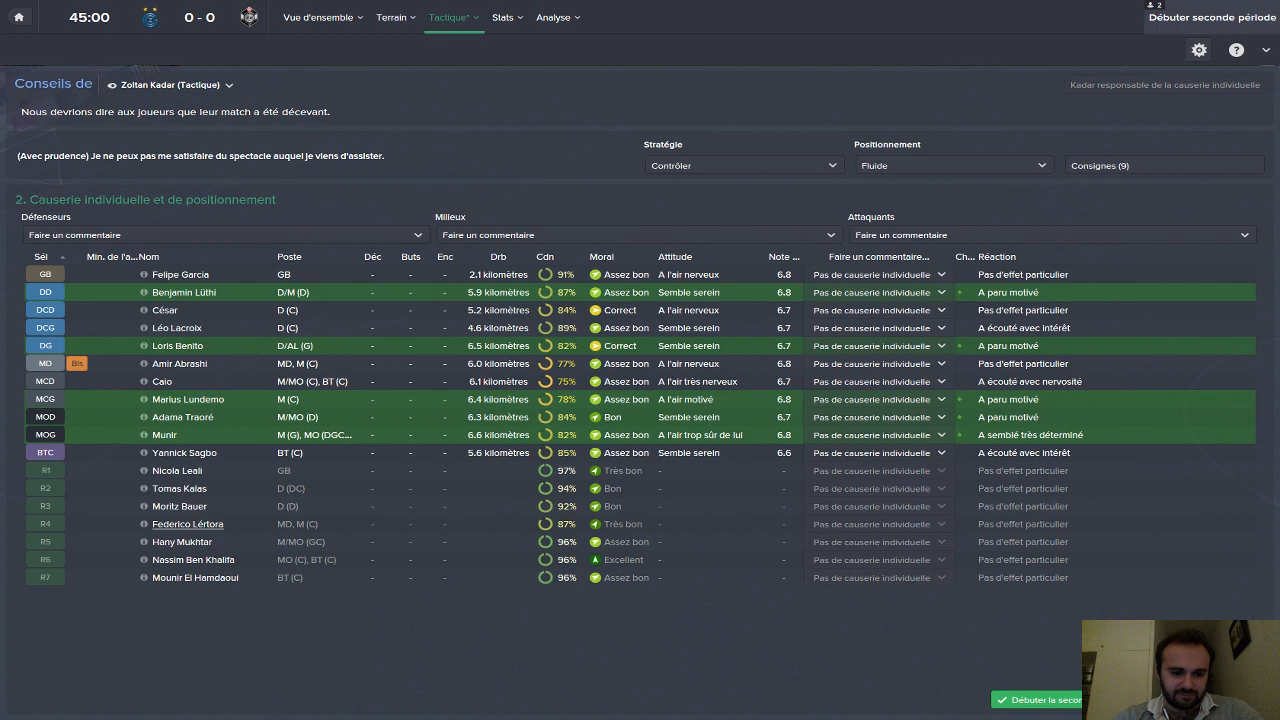 45:00 0 - 0 Vue d'ensemble Terrain Tactique* Stats Analyse 2 Débuter seconde période
Conseils de Zoltan Kadar (Tactique) Kadar responsable de la causerie individuelle
Nous devrions dire aux joueurs que leur match a été décevant.
Stratégie Positionnement
(Avec prudence) Je ne peux pas me satisfaire du spectacle auquel je viens d'assister.
Contrôler Fluide Consignes (9)
2. Causerie individuelle et de positionnement
Défenseurs Milieux Attaquants
Faire un commentaire Faire un commentaire Faire un commentaire
Sél Min. de l'a... Nom Poste Déc Buts Enc Drb Cdn Moral Attitude Note ... Faire un commentaire... Ch... Réaction
GB Felipe Garcia GB - - - 2.1 kilomètres 91% Assez bon A l'air nerveux 6.8 Pas de causerie individuelle Pas d'effet particulier
DD Benjamin Lüthi D/M (D) - - - 5.9 kilomètres 87% Assez bon Semble serein 6.8 Pas de causerie individuelle A paru motivé
DCD César D (C) - - - 5.2 kilomètres 84% Correct A l'air nerveux 6.7 Pas de causerie individuelle Pas d'effet particulier
DCG Léo Lacroix D (C) - - - 4.6 kilomètres 89% Assez bon Semble serein 6.7 Pas de causerie individuelle A écouté avec intérêt
DG Loris Benito D/AL (G) - - - 6.5 kilomètres 82% Correct Semble serein 6.7 Pas de causerie individuelle A paru motivé
MD Bls Amir Abrashi MD, M (C) - - - 6.0 kilomètres 77% Assez bon A l'air nerveux 6.8 Pas de causerie individuelle Pas d'effet particulier
MCD Caio M/MO (C), BT (C) - - - 6.1 kilomètres 75% Assez bon A l'air très nerveux 6.7 Pas de causerie individuelle A écouté avec nervosité
MCG Marius Lundemo M (C) - - - 6.4 kilomètres 78% Assez bon A l'air motivé 6.8 Pas de causerie individuelle A paru motivé
MOD Adama Traoré M/MO (D) - - - 6.3 kilomètres 84% Bon Semble serein 6.7 Pas de causerie individuelle A paru motivé
MOG Munir M (G), MO (DGC... - - - 6.6 kilomètres 82% Assez bon A l'air trop sûr de lui 6.8 Pas de causerie individuelle A semblé très déterminé
BTC Yannick Sagbo BT (C) - - - 5.6 kilomètres 85% Assez bon Semble serein 6.6 Pas de causerie individuelle A écouté avec intérêt
R1 Nicola Leali GB - - - 97% Très bon - - Pas de causerie individuelle Pas d'effet particulier
R2 Tomas Kalas D (DC) - - - 94% Bon - - Pas de causerie individuelle Pas d'effet particulier
R3 Moritz Bauer D (D) - - - 92% Bon - - Pas de causerie individuelle Pas d'effet particulier
R4 Federico Lértora MD, M (C) - - - 87% Très bon - - Pas de causerie individuelle Pas d'effet particulier
R5 Hany Mukhtar M/MO (GC) - - - 96% Assez bon - - Pas de causerie individuelle Pas d'effet particulier
R6 Nassim Ben Khalifa MO (C), BT (C) - - - 96% Excellent - - Pas de causerie individuelle Pas d'effet particulier
R7 Mounir El Hamdaoui BT (C) - - - 96% Assez bon - - Pas de causerie individuelle Pas d'effet particulier
Débuter la secon